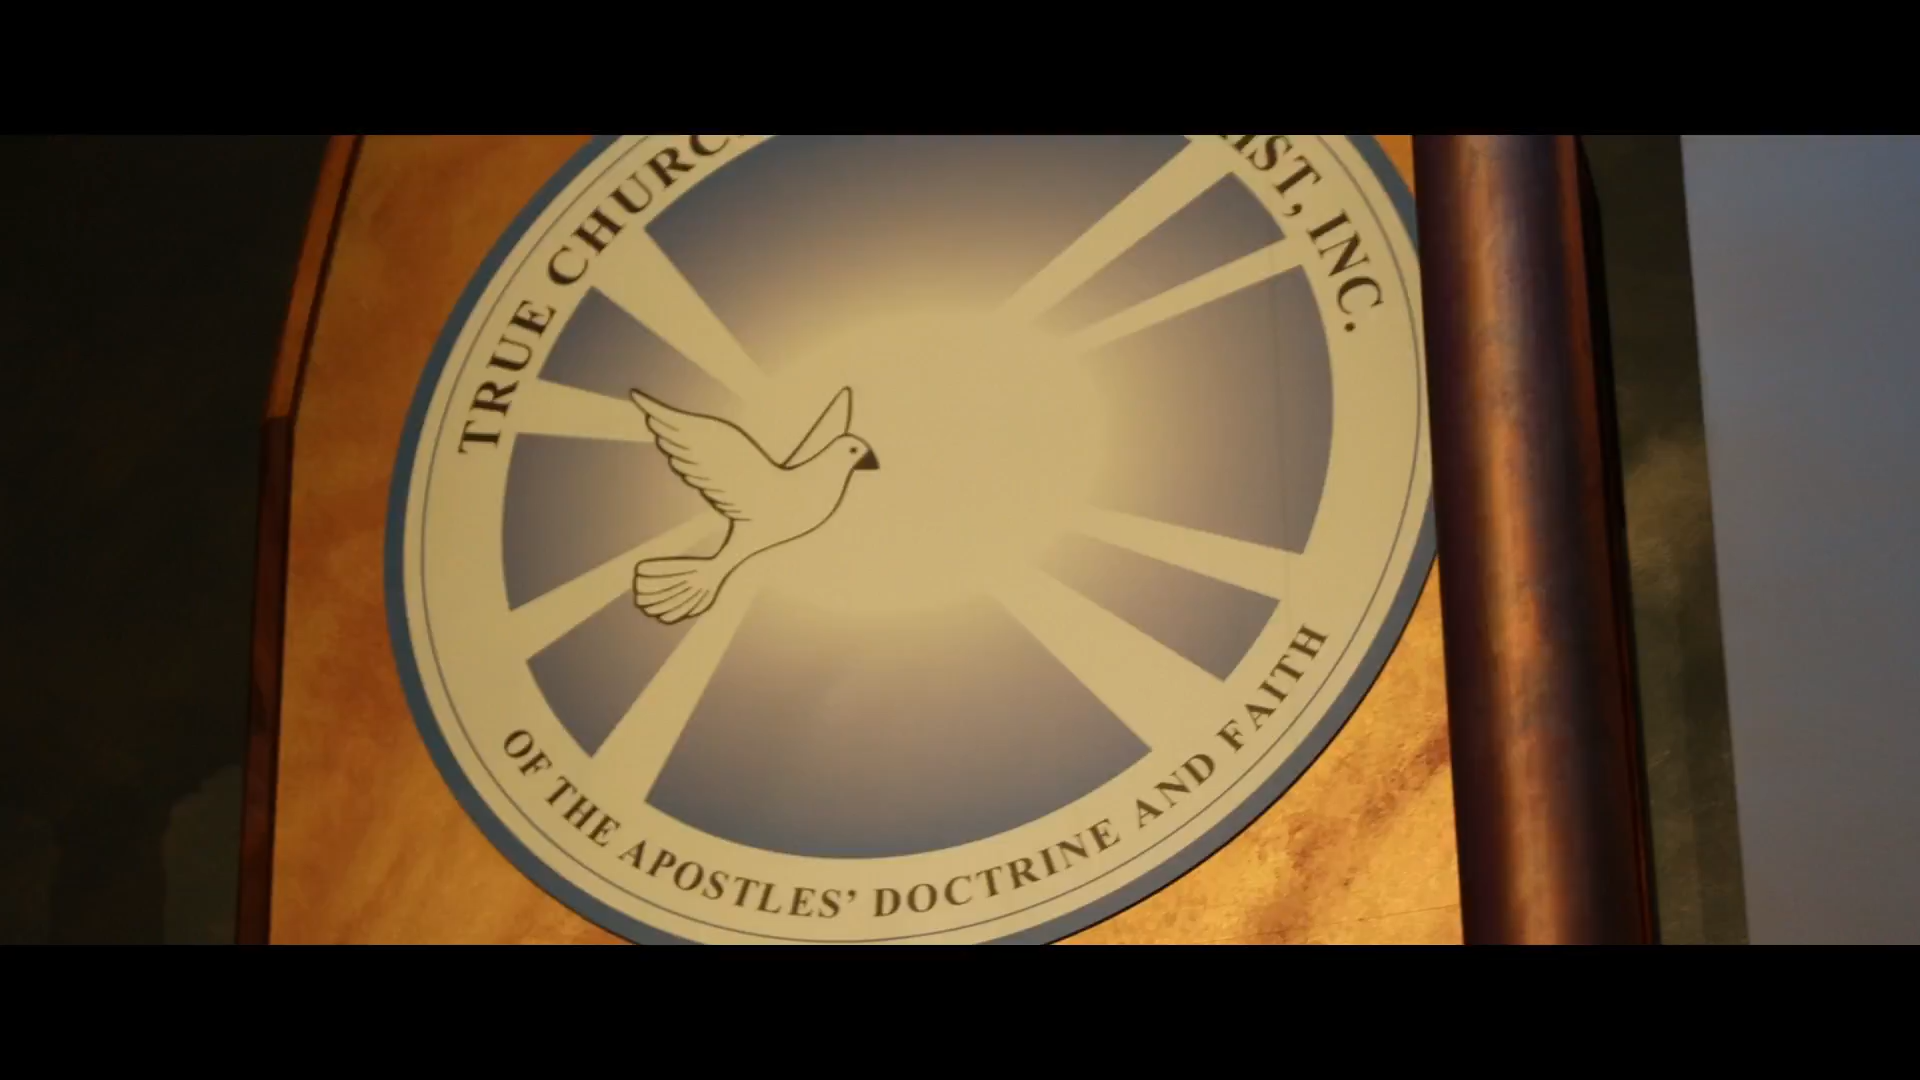 TRUE CHURC
IST, INC.
OF THE APOSTLES’ DOCTRINE AND FAITH